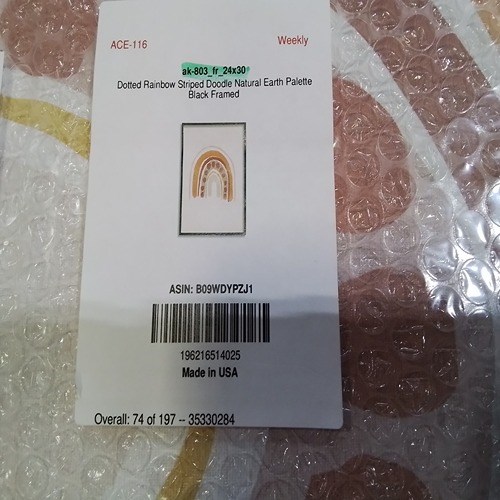 ACE-116 Weekly
ak-803_fr_24x30
Dotted Rainbow Striped Doodle Natural Earth Palette
Black Framed
ASIN: B09WDYPZJ1
196216514025
Made in USA
Overall: 74 of 197 -- 35330284